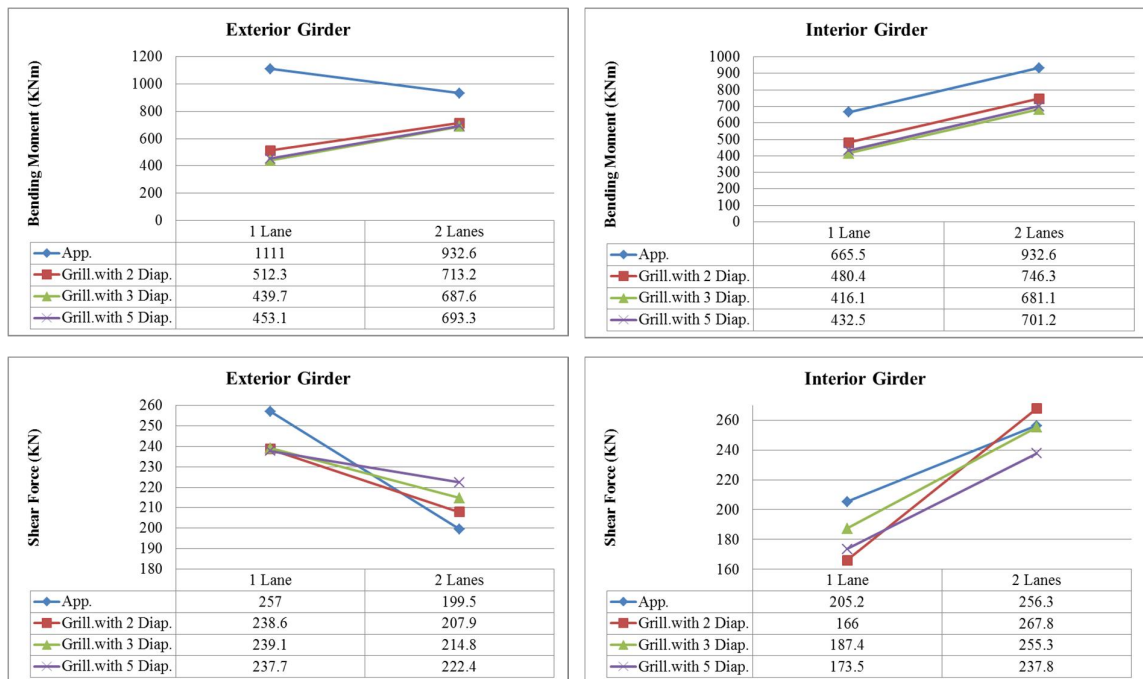 Exterior Girder
Bending Moment (KNm)
1200
1000
800
600
400
200
0
1 Lane 2 Lanes
App. 1111 932.6
Grill.with 2 Diap. 512.3 713.2
Grill.with 3 Diap. 439.7 687.6
Grill.with 5 Diap. 453.1 693.3
Interior Girder
Bending Moment (KNm)
1000
900
800
700
600
500
400
300
200
100
0
1 Lane 2 Lanes
App. 665.5 932.6
Grill.with 2 Diap. 480.4 746.3
Grill.with 3 Diap. 416.1 681.1
Grill.with 5 Diap. 432.5 701.2
Exterior Girder
Shear Force (KN)
260
250
240
230
220
210
200
190
180
1 Lane 2 Lanes
App. 257 199.5
Grill.with 2 Diap. 238.6 207.9
Grill.with 3 Diap. 239.1 214.8
Grill.with 5 Diap. 237.7 222.4
Interior Girder
Shear Force (KN)
260
240
220
200
180
160
1 Lane 2 Lanes
App. 205.2 256.3
Grill.with 2 Diap. 166 267.8
Grill.with 3 Diap. 187.4 255.3
Grill.with 5 Diap. 173.5 237.8